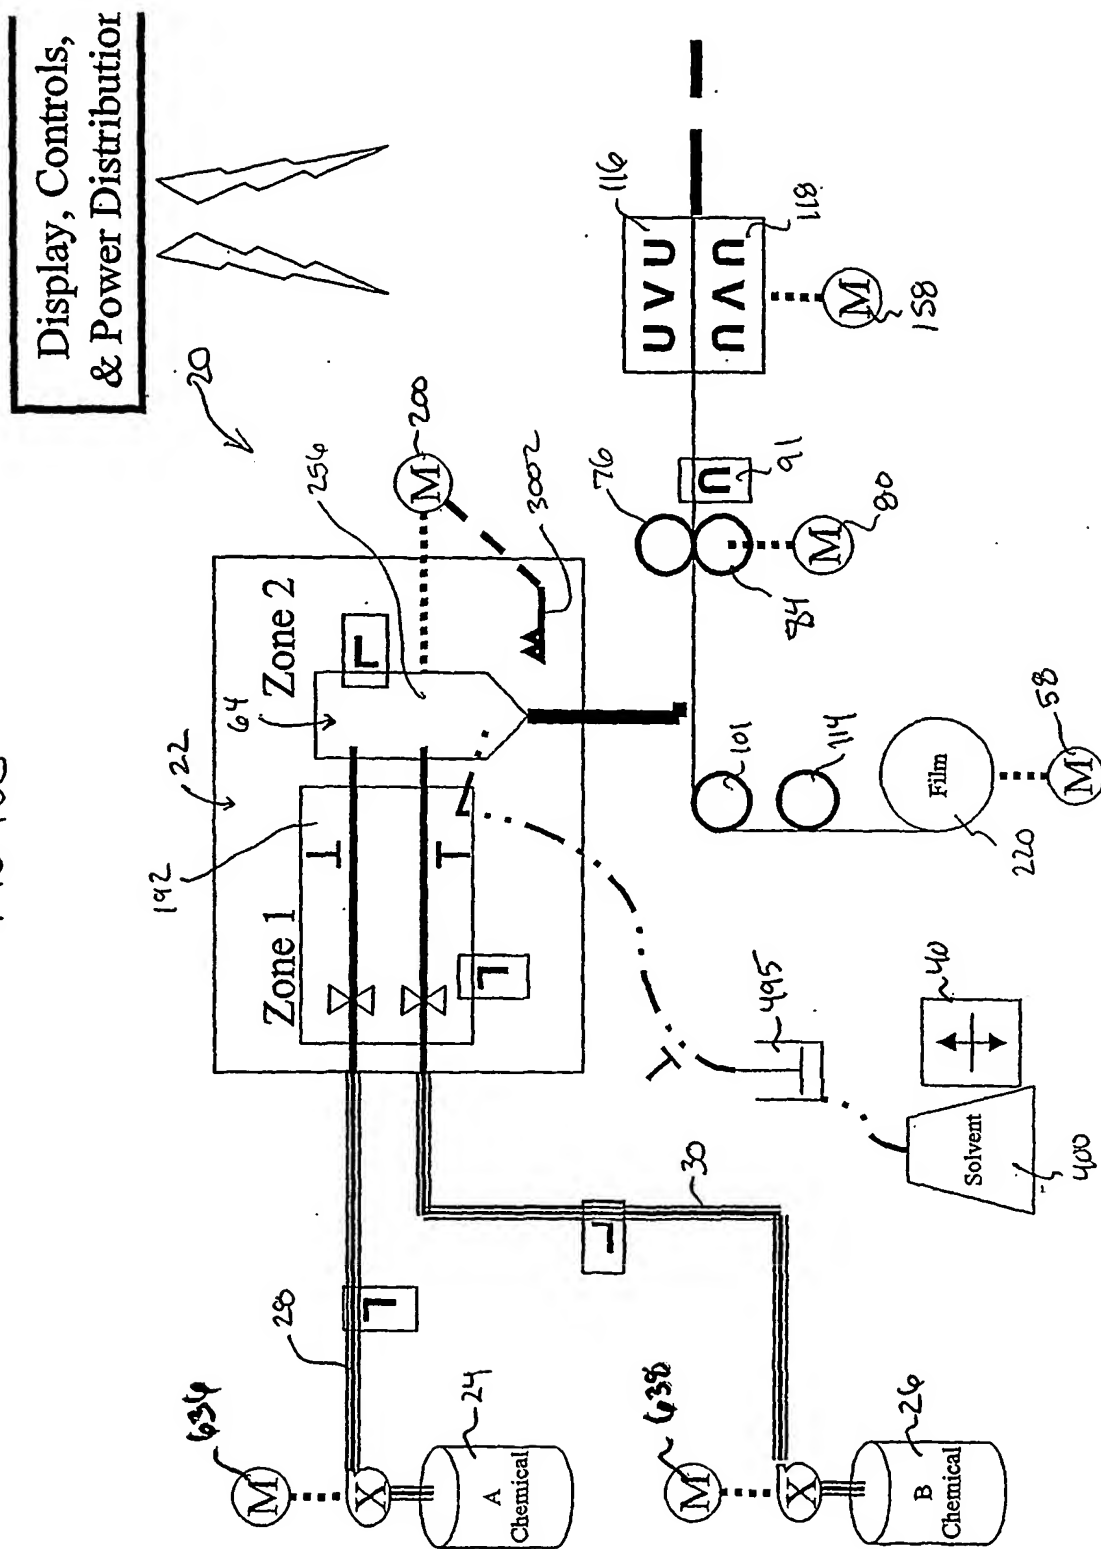 Display, Controls,
& Power Distribution
20
192
22
64
Zone 2
254
M
200
3002
Zone 1
T
T
L
L
76
84
M
80
U
91
U V U
116
U V U
118
M
158
28
L
30
L
T
495
40
Solvent
400
101
114
Film
220
M
58
634
M
X
A
Chemical
24
638
M
X
B
Chemical
26